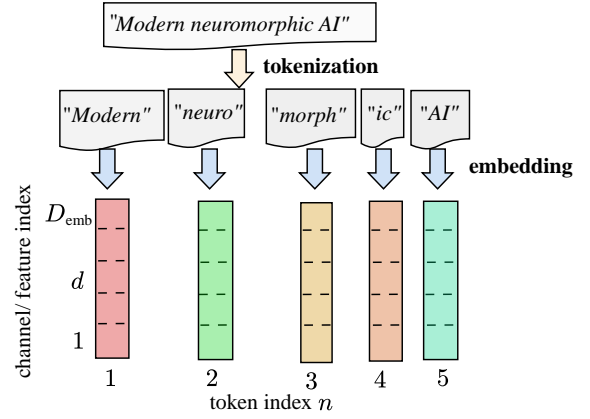 "Modern neuromorphic AI"
tokenization
"Modern" "neuro" "morph" "ic" "AI"
embedding
channel/ feature index
D_emb
d
1
1 2 3 4 5
token index n